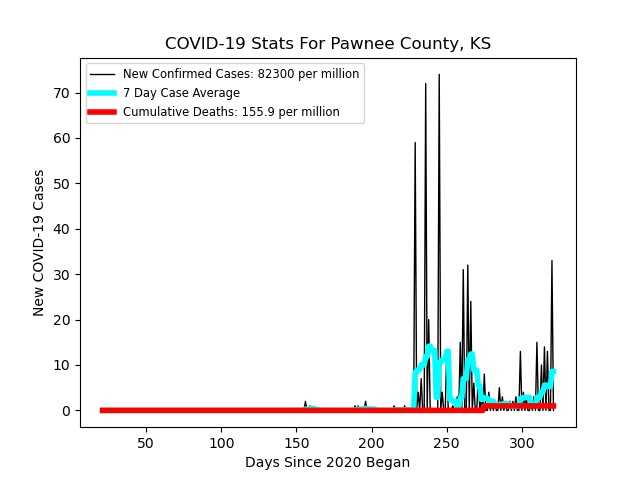 COVID-19 Stats For Pawnee County, KS
New Confirmed Cases: 82300 per million
7 Day Case Average
Cumulative Deaths: 155.9 per million
New COVID-19 Cases
70
60
50
40
30
20
10
0
50 100 150 200 250 300
Days Since 2020 Began